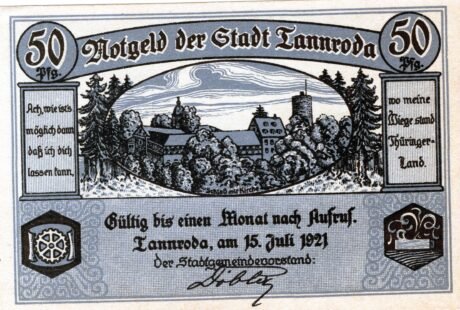 50 Pfg.
Notgeld der Stadt Tannroda
50 Pfg.
Ach, wie ists
möglich dann
daß ich dich
lassen kann,
wo meine
Wiege stand
Thüringer-
Land.
Schloß mit Kirche
Gültig bis einen Monat nach Aufruf.
Tannroda, am 15. Juli 1921
Der Stadtgemeindevorstand: